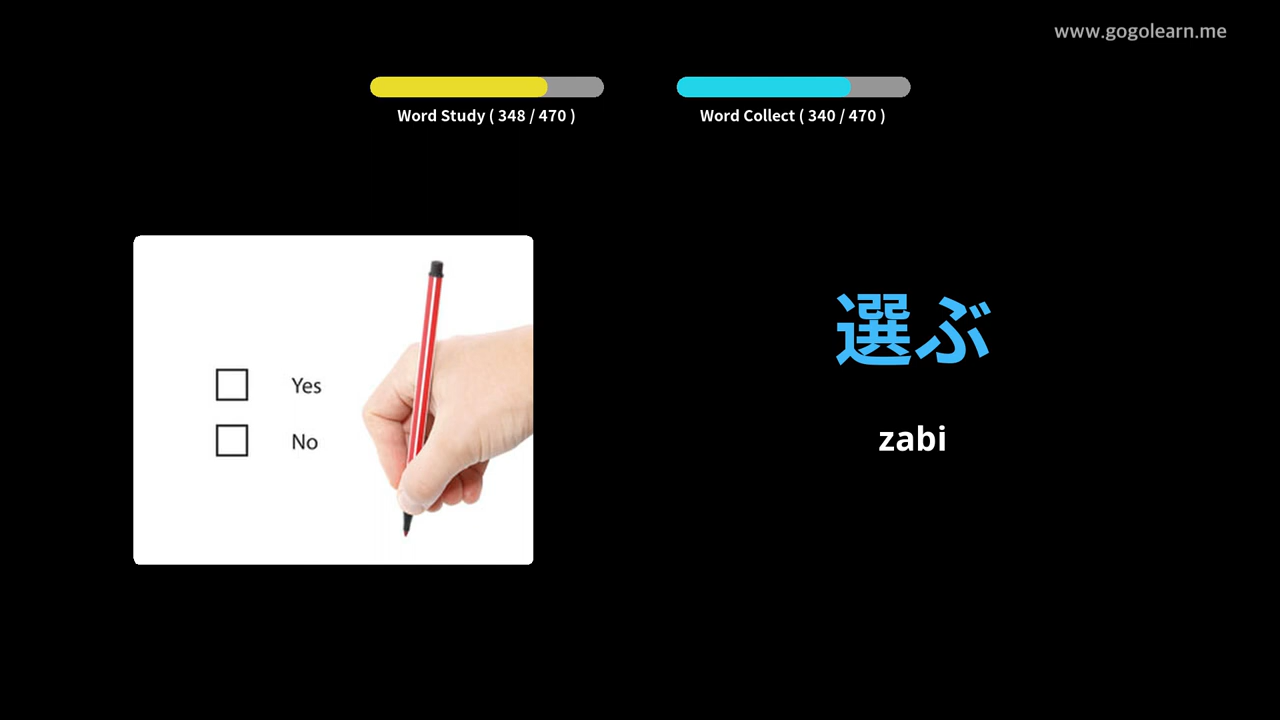 www.gogolearn.me
Word Study ( 348 / 470 )
Word Collect ( 340 / 470 )
Yes
No
選ぶ
zabi